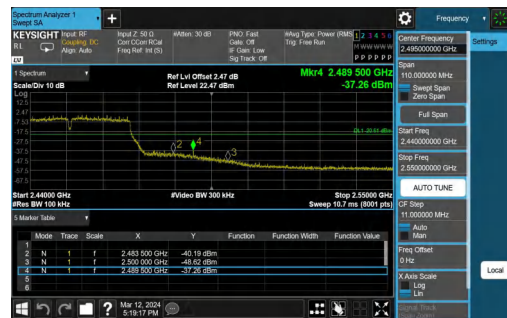 Spectrum Analyzer 1
Swept SA
+
Frequency
Settings
KEYSIGHT Input: RF
R L
Coupling: DC
Align: Auto
LV
Input Z: 50 Ω
Corr CCorr RCal
Freq Ref: Int (S)
#Atten: 30 dB
PNO: Fast
Gate: Off
IF Gain: Low
Sig Track: Off
#Avg Type: Power (RMS
Trig: Free Run
1 2 3 4 5 6
M W W W W W
P P P P P P
1 Spectrum
Scale/Div 10 dB
Ref Lvl Offset 2.47 dB
Ref Level 22.47 dBm
Mkr4 2.489 500 GHz
-37.26 dBm
Log
12.5
2.47
-7.53
-17.5
-27.5
-37.5
-47.5
-57.5
-67.5
2
4
3
Start 2.44000 GHz
#Res BW 100 kHz
#Video BW 300 kHz
Stop 2.55000 GHz
Sweep 10.7 ms (8001 pts)
5 Marker Table
Mode Trace Scale X Y Function Function Width Function Value
1
2 N 1 f 2.483 500 GHz -40.19 dBm
3 N 1 f 2.500 000 GHz -48.62 dBm
4 N 1 f 2.489 500 GHz -37.26 dBm
5
6
Mar 12, 2024
5:19:17 PM
Center Frequency
2.495000000 GHz
Span
110.000000 MHz
Swept Span
Zero Span
Full Span
Start Freq
2.440000000 GHz
Stop Freq
2.550000000 GHz
AUTO TUNE
CF Step
11.000000 MHz
Auto
Man
Freq Offset
0 Hz
X Axis Scale
Log
Lin
Local